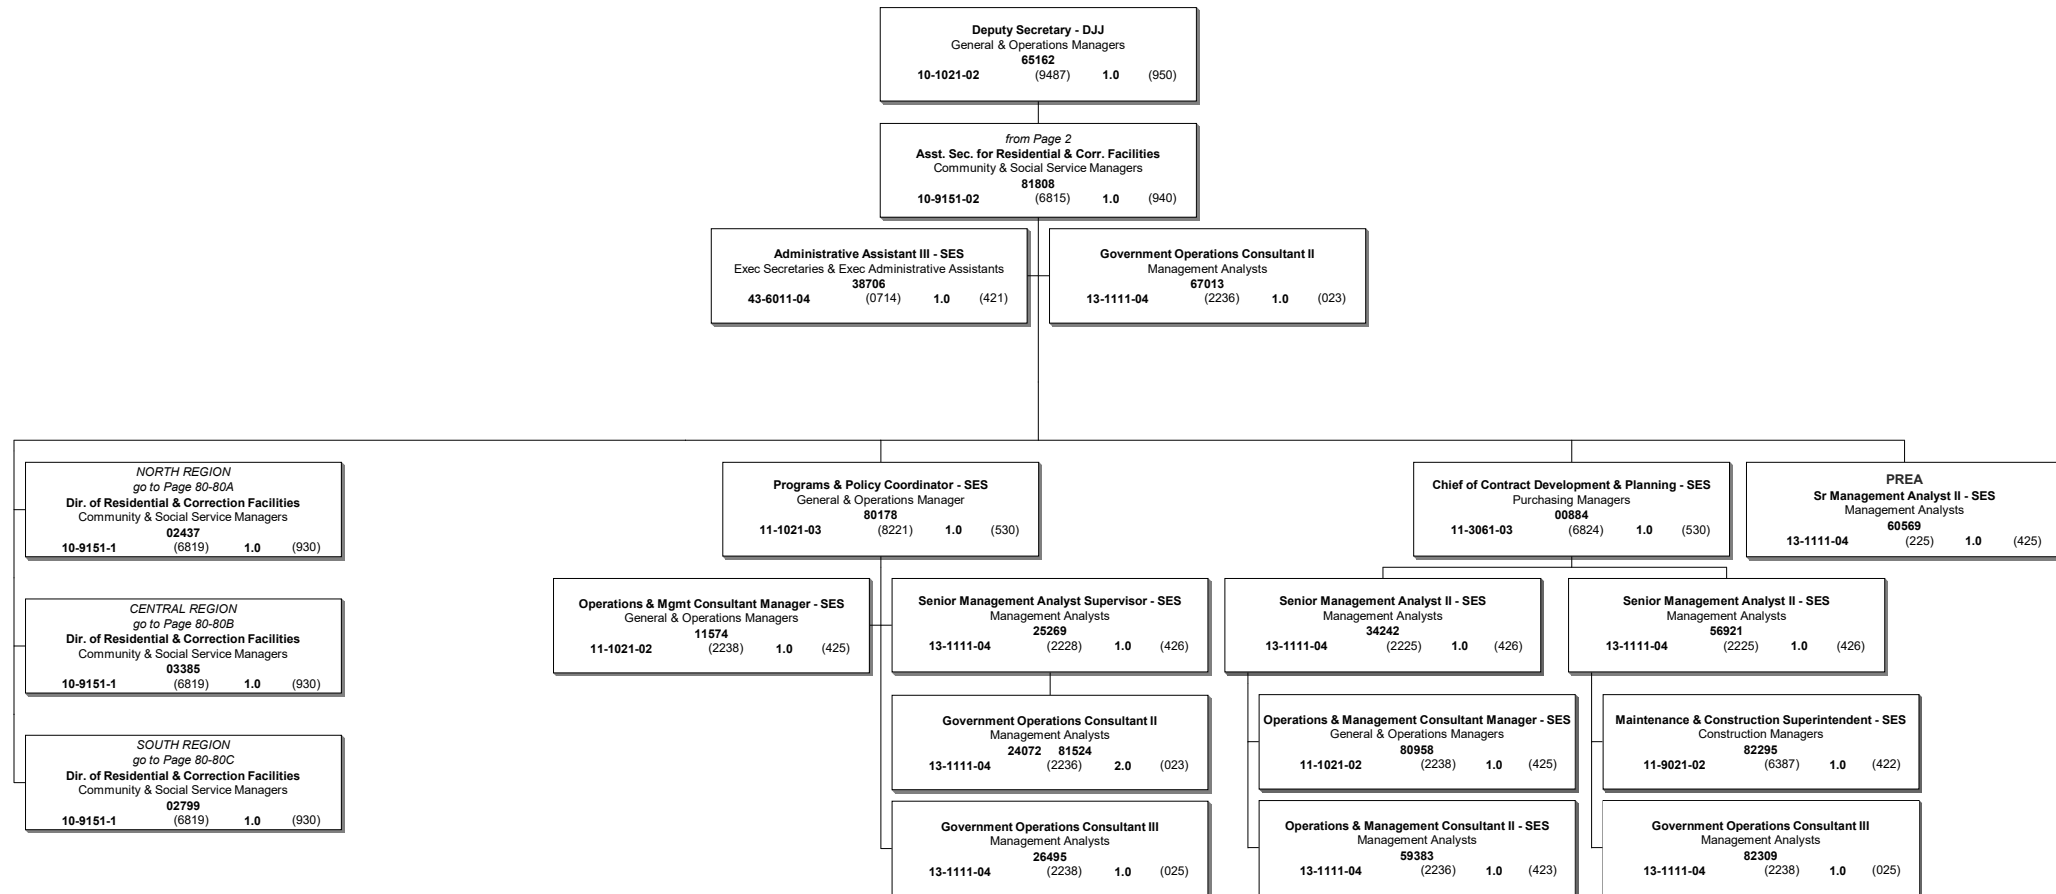 Deputy Secretary - DJJ
General & Operations Managers
65162
10-1021-02 (9487) 1.0 (950)
from Page 2
Asst. Sec. for Residential & Corr. Facilities
Community & Social Service Managers
81808
10-9151-02 (6815) 1.0 (940)
Administrative Assistant III - SES
Exec Secretaries & Exec Administrative Assistants
38706
43-6011-04 (0714) 1.0 (421)
Government Operations Consultant II
Management Analysts
67013
13-1111-04 (2236) 1.0 (023)
NORTH REGION
go to Page 80-80A
Dir. of Residential & Correction Facilities
Community & Social Service Managers
02437
10-9151-1 (6819) 1.0 (930)
CENTRAL REGION
go to Page 80-80B
Dir. of Residential & Correction Facilities
Community & Social Service Managers
03385
10-9151-1 (6819) 1.0 (930)
SOUTH REGION
go to Page 80-80C
Dir. of Residential & Correction Facilities
Community & Social Service Managers
02799
10-9151-1 (6819) 1.0 (930)
Programs & Policy Coordinator - SES
General & Operations Manager
80178
11-1021-03 (8221) 1.0 (530)
Operations & Mgmt Consultant Manager - SES
General & Operations Managers
11574
11-1021-02 (2238) 1.0 (425)
Senior Management Analyst Supervisor - SES
Management Analysts
25269
13-1111-04 (2228) 1.0 (426)
Government Operations Consultant II
Management Analysts
24072 81524
13-1111-04 (2236) 2.0 (023)
Government Operations Consultant III
Management Analysts
26495
13-1111-04 (2238) 1.0 (025)
Chief of Contract Development & Planning - SES
Purchasing Managers
00884
11-3061-03 (6824) 1.0 (530)
Senior Management Analyst II - SES
Management Analysts
34242
13-1111-04 (2225) 1.0 (426)
Operations & Management Consultant Manager - SES
General & Operations Managers
80958
11-1021-02 (2238) 1.0 (425)
Operations & Management Consultant II - SES
Management Analysts
59383
13-1111-04 (2236) 1.0 (423)
Senior Management Analyst II - SES
Management Analysts
56921
13-1111-04 (2225) 1.0 (426)
Maintenance & Construction Superintendent - SES
Construction Managers
82295
11-9021-02 (6387) 1.0 (422)
Government Operations Consultant III
Management Analysts
82309
13-1111-04 (2238) 1.0 (025)
PREA
Sr Management Analyst II - SES
Management Analysts
60569
13-1111-04 (225) 1.0 (425)